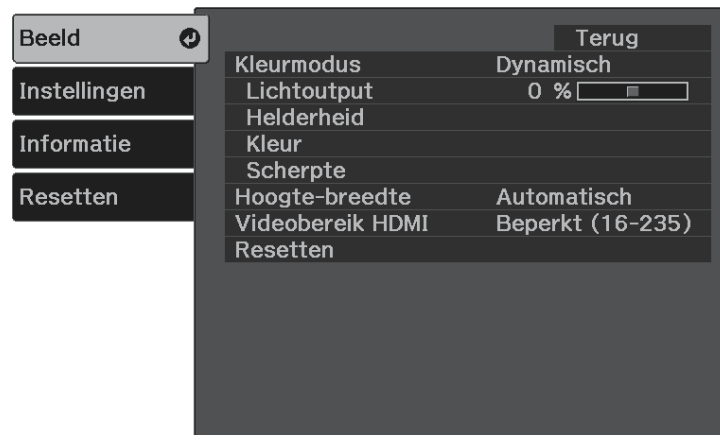 Beeld
Instellingen
Informatie
Resetten
Terug
Kleurmodus Dynamisch
Lichtoutput 0 %
Helderheid
Kleur
Scherpte
Hoogte-breedte Automatisch
Videobereik HDMI Beperkt (16-235)
Resetten